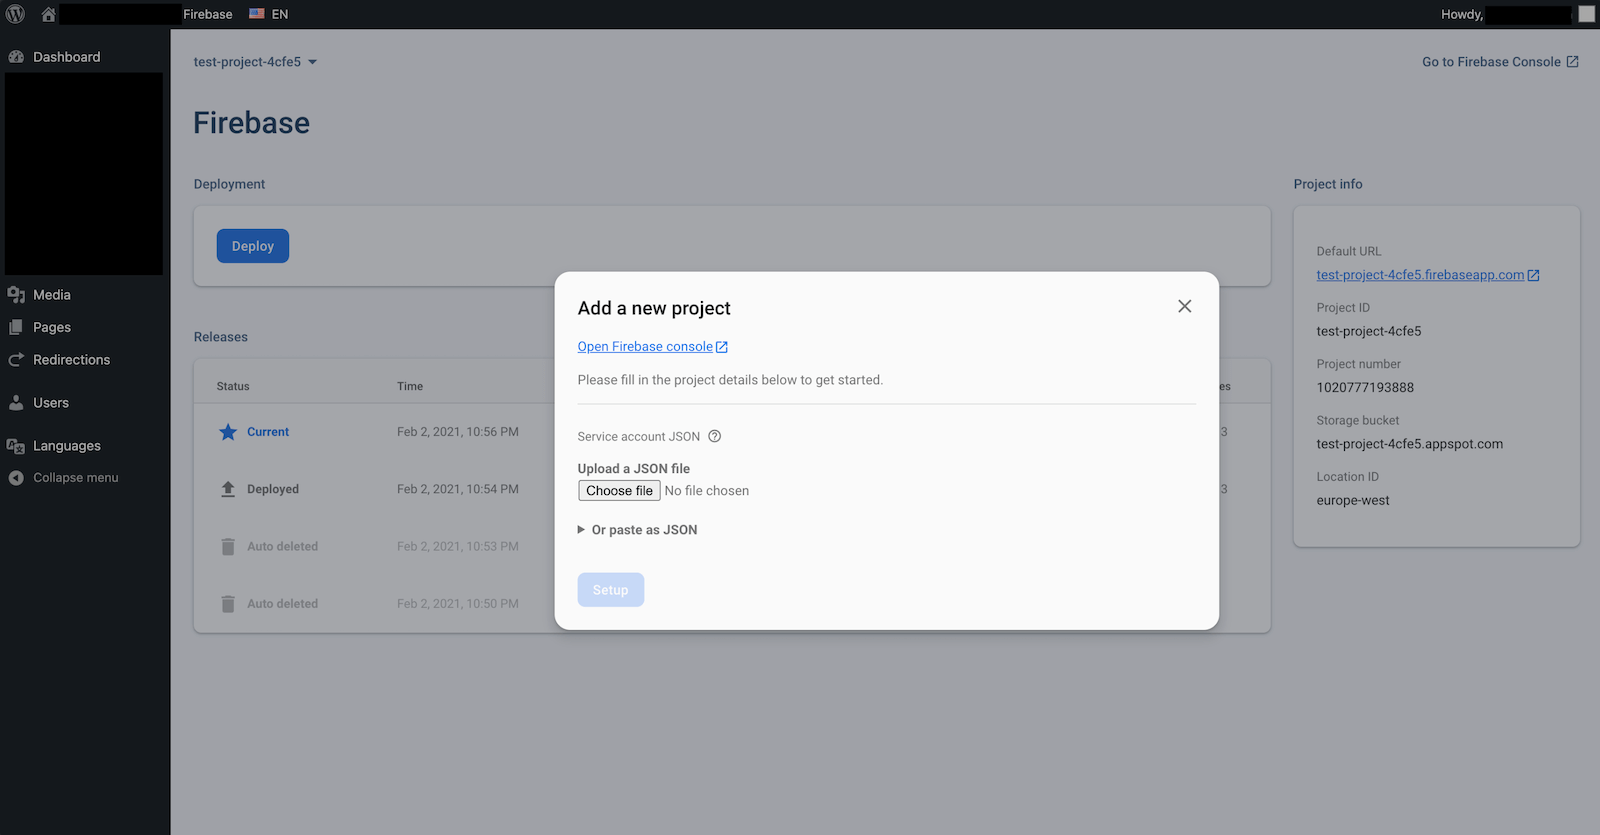 Firebase EN Howdy,
Dashboard
Media
Pages
Redirections
Users
Languages
Collapse menu
test-project-4cfe5
Go to Firebase Console
Firebase
Deployment
Deploy
Releases
Status Time
Current Feb 2, 2021, 10:56 PM 3
Deployed Feb 2, 2021, 10:54 PM 3
Auto deleted Feb 2, 2021, 10:53 PM
Auto deleted Feb 2, 2021, 10:50 PM
Add a new project
Open Firebase console
Please fill in the project details below to get started.
Service account JSON
Upload a JSON file
Choose file No file chosen
Or paste as JSON
Setup
Project info
Default URL
test-project-4cfe5.firebaseapp.com
Project ID
test-project-4cfe5
Project number
1020777193888
Storage bucket
test-project-4cfe5.appspot.com
Location ID
europe-west